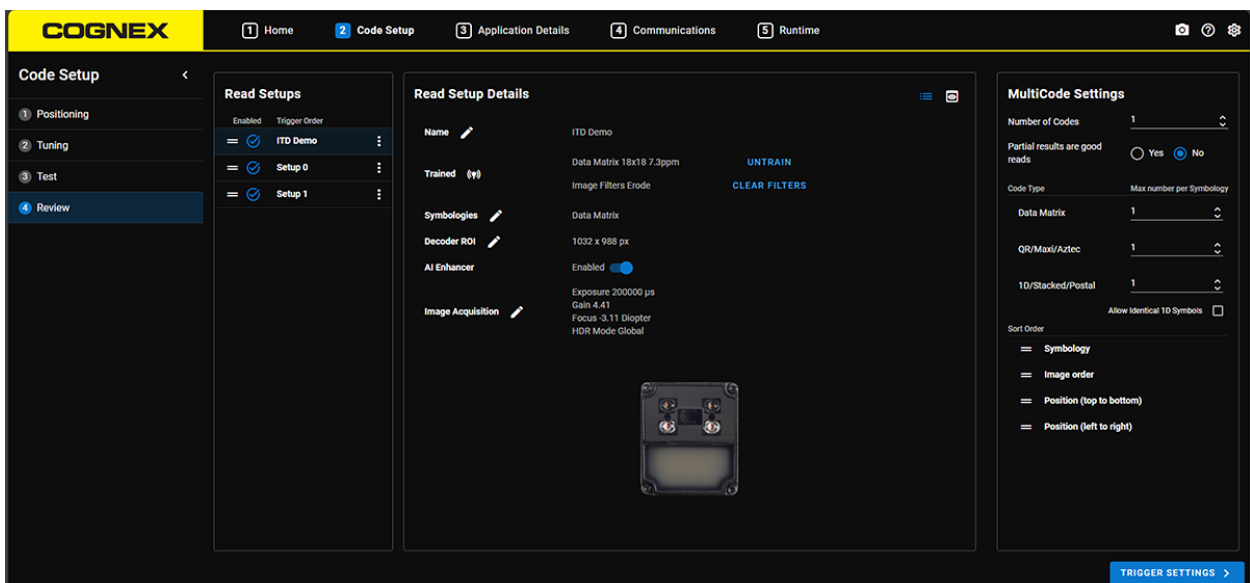 COGNEX
1 Home
2 Code Setup
3 Application Details
4 Communications
5 Runtime
Code Setup
1 Positioning
2 Tuning
3 Test
4 Review
Read Setups
Enabled Trigger Order
ITD Demo
Setup 0
Setup 1
Read Setup Details
Name ITD Demo
Trained Data Matrix 18x18 7.3ppm UNTRAIN
Image Filters Erode CLEAR FILTERS
Symbologies Data Matrix
Decoder ROI 1032 x 988 px
AI Enhancer Enabled
Image Acquisition Exposure 200000 µs
Gain 4.41
Focus -3.11 Diopter
HDR Mode Global
MultiCode Settings
Number of Codes 1
Partial results are good
reads Yes No
Code Type Max number per Symbology
Data Matrix 1
QR/Maxi/Aztec 1
1D/Stacked/Postal 1
Allow Identical 1D Symbols
Sort Order
Symbology
Image order
Position (top to bottom)
Position (left to right)
TRIGGER SETTINGS